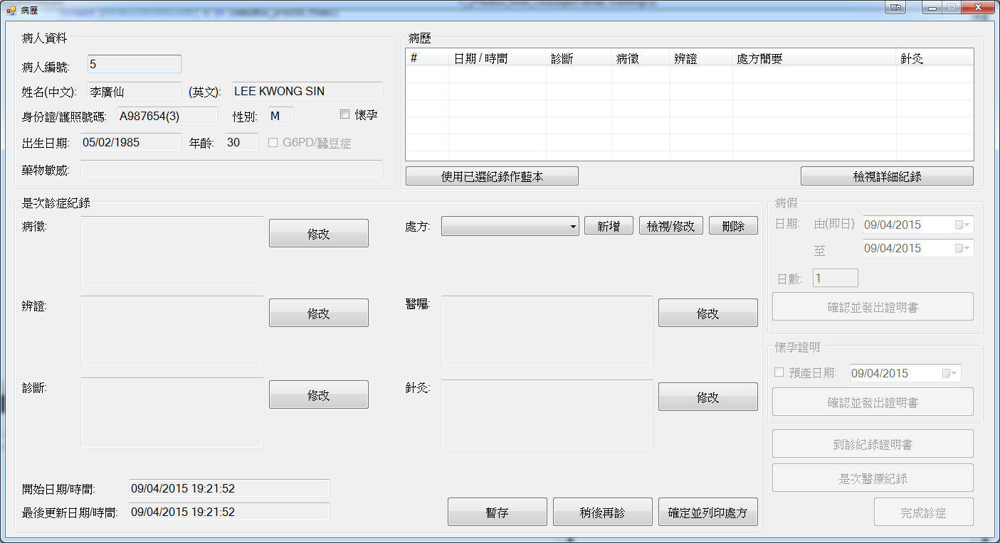 病歷
病人資料
病人編號: 5
姓名(中文): 李廣仙 (英文): LEE KWONG SIN
身份證/護照號碼: A987654(3) 性別: M 懷孕
出生日期: 05/02/1985 年齡: 30 G6PD/蠶豆症
藥物敏感:
病歷
# 日期 / 時間 診斷 病徵 辨證 處方簡要 針灸
使用已選紀錄作藍本 檢視詳細紀錄
是次診症紀錄
病徵: 修改
辨證: 修改
診斷: 修改
處方: 新增 檢視/修改 刪除
醫囑: 修改
針灸: 修改
開始日期/時間: 09/04/2015 19:21:52
最後更新日期/時間: 09/04/2015 19:21:52
暫存 稍後再診 確定並列印處方
病假
日期: 由(即日) 09/04/2015
至 09/04/2015
日數: 1
確認並發出證明書
懷孕證明
預產日期: 09/04/2015
確認並發出證明書
到診紀錄證明書
是次醫療紀錄
完成診症